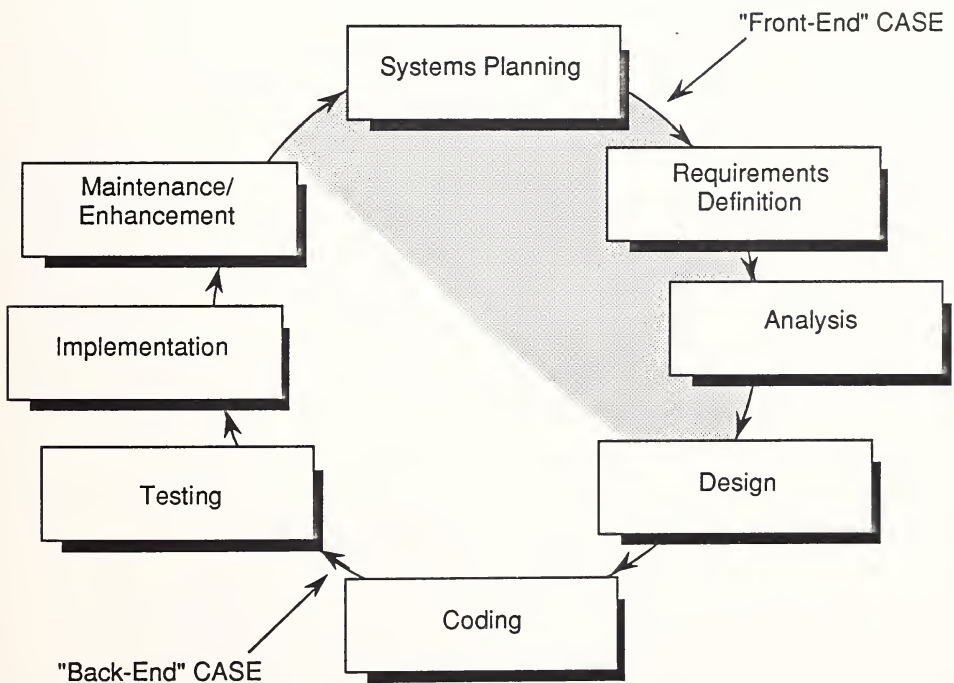 "Front-End" CASE
Systems Planning
Requirements
Definition
Analysis
Design
Coding
Testing
Implementation
Maintenance/
Enhancement
"Back-End" CASE